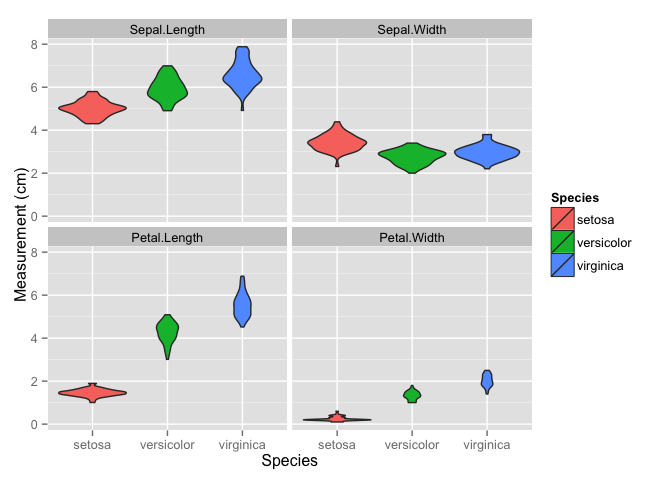 Sepal.Length
Sepal.Width
8
6
4
2
0
Petal.Length
Petal.Width
8
6
4
2
0
setosa
versicolor
virginica
setosa
versicolor
virginica
Species
Measurement (cm)
Species
setosa
versicolor
virginica